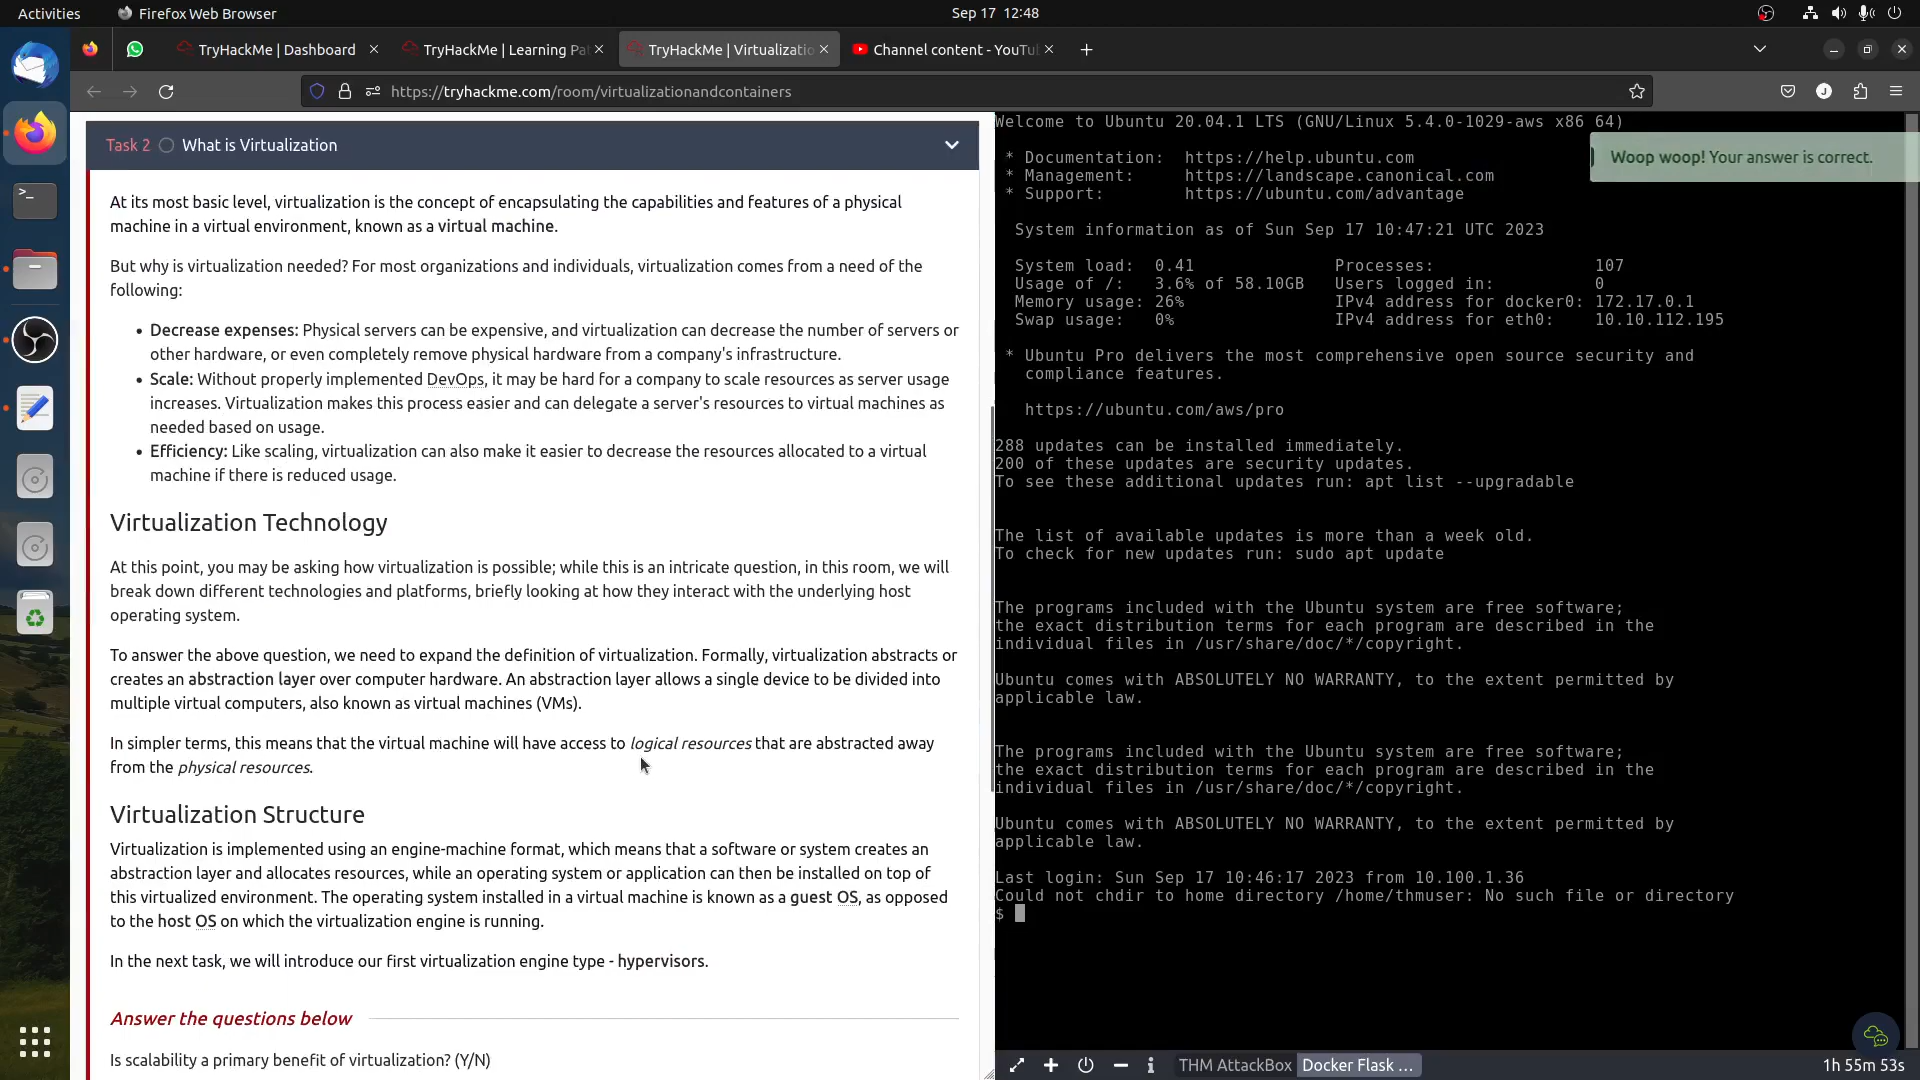 Activities
Firefox Web Browser
Sep 17 12:48
TryHackMe | Dashboard
TryHackMe | Learning Pa
TryHackMe | Virtualizatio
Channel content - YouTu
https://tryhackme.com/room/virtualizationandcontainers
Task 2 What is Virtualization
At its most basic level, virtualization is the concept of encapsulating the capabilities and features of a physical
machine in a virtual environment, known as a virtual machine.
But why is virtualization needed? For most organizations and individuals, virtualization comes from a need of the
following:
• Decrease expenses: Physical servers can be expensive, and virtualization can decrease the number of servers or
other hardware, or even completely remove physical hardware from a company's infrastructure.
• Scale: Without properly implemented DevOps, it may be hard for a company to scale resources as server usage
increases. Virtualization makes this process easier and can delegate a server's resources to virtual machines as
needed based on usage.
• Efficiency: Like scaling, virtualization can also make it easier to decrease the resources allocated to a virtual
machine if there is reduced usage.
Virtualization Technology
At this point, you may be asking how virtualization is possible; while this is an intricate question, in this room, we will
break down different technologies and platforms, briefly looking at how they interact with the underlying host
operating system.
To answer the above question, we need to expand the definition of virtualization. Formally, virtualization abstracts or
creates an abstraction layer over computer hardware. An abstraction layer allows a single device to be divided into
multiple virtual computers, also known as virtual machines (VMs).
In simpler terms, this means that the virtual machine will have access to logical resources that are abstracted away
from the physical resources.
Virtualization Structure
Virtualization is implemented using an engine-machine format, which means that a software or system creates an
abstraction layer and allocates resources, while an operating system or application can then be installed on top of
this virtualized environment. The operating system installed in a virtual machine is known as a guest OS, as opposed
to the host OS on which the virtualization engine is running.
In the next task, we will introduce our first virtualization engine type - hypervisors.
Answer the questions below
Is scalability a primary benefit of virtualization? (Y/N)
Welcome to Ubuntu 20.04.1 LTS (GNU/Linux 5.4.0-1029-aws x86 64)
Woop woop! Your answer is correct.
* Documentation: https://help.ubuntu.com
* Management: https://landscape.canonical.com
* Support: https://ubuntu.com/advantage
System information as of Sun Sep 17 10:47:21 UTC 2023
System load: 0.41 Processes: 107
Usage of /: 3.6% of 58.10GB Users logged in: 0
Memory usage: 26% IPv4 address for docker0: 172.17.0.1
Swap usage: 0% IPv4 address for eth0: 10.10.112.195
* Ubuntu Pro delivers the most comprehensive open source security and
compliance features.
https://ubuntu.com/aws/pro
288 updates can be installed immediately.
200 of these updates are security updates.
To see these additional updates run: apt list --upgradable
The list of available updates is more than a week old.
To check for new updates run: sudo apt update
The programs included with the Ubuntu system are free software;
the exact distribution terms for each program are described in the
individual files in /usr/share/doc/*/copyright.
Ubuntu comes with ABSOLUTELY NO WARRANTY, to the extent permitted by
applicable law.
The programs included with the Ubuntu system are free software;
the exact distribution terms for each program are described in the
individual files in /usr/share/doc/*/copyright.
Ubuntu comes with ABSOLUTELY NO WARRANTY, to the extent permitted by
applicable law.
Last login: Sun Sep 17 10:46:17 2023 from 10.100.1.36
Could not chdir to home directory /home/thmuser: No such file or directory
$
THM AttackBox
Docker Flask ...
1h 55m 53s